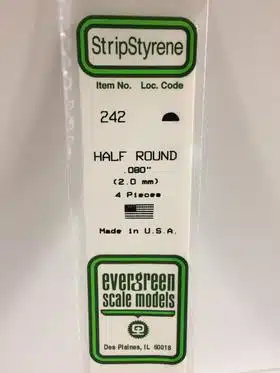 StripStyrene
Item No. Loc. Code
242
HALF ROUND
.080"
(2.0 mm)
4 Pieces
Made in U.S.A.
evergreen
scale models
Des Plaines, IL 60018